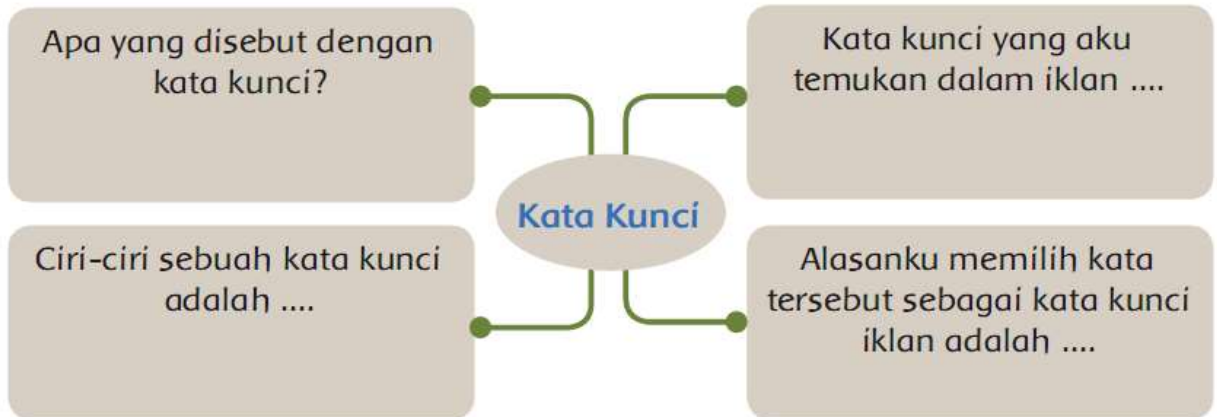 Apa yang disebut dengan
kata kunci?
Kata kunci yang aku
temukan dalam iklan ....
Kata Kunci
Ciri-ciri sebuah kata kunci
adalah ....
Alasanku memilih kata
tersebut sebagai kata kunci
iklan adalah ....